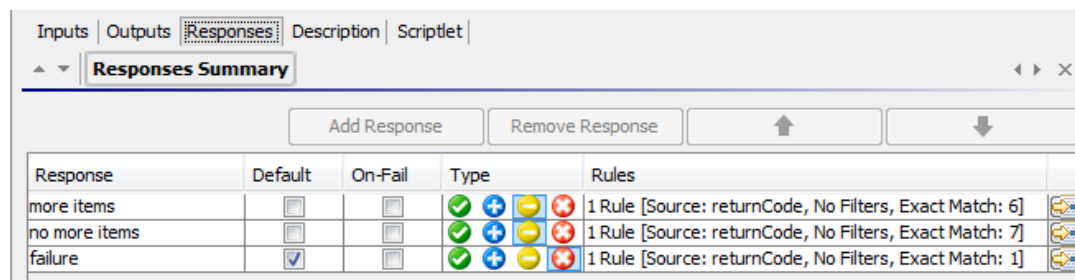 Inputs Outputs Responses Description Scriptlet
Responses Summary
Add Response Remove Response
Response Default On-Fail Type Rules
more items 1 Rule [Source: returnCode, No Filters, Exact Match: 6]
no more items 1 Rule [Source: returnCode, No Filters, Exact Match: 7]
failure 1 Rule [Source: returnCode, No Filters, Exact Match: 1]